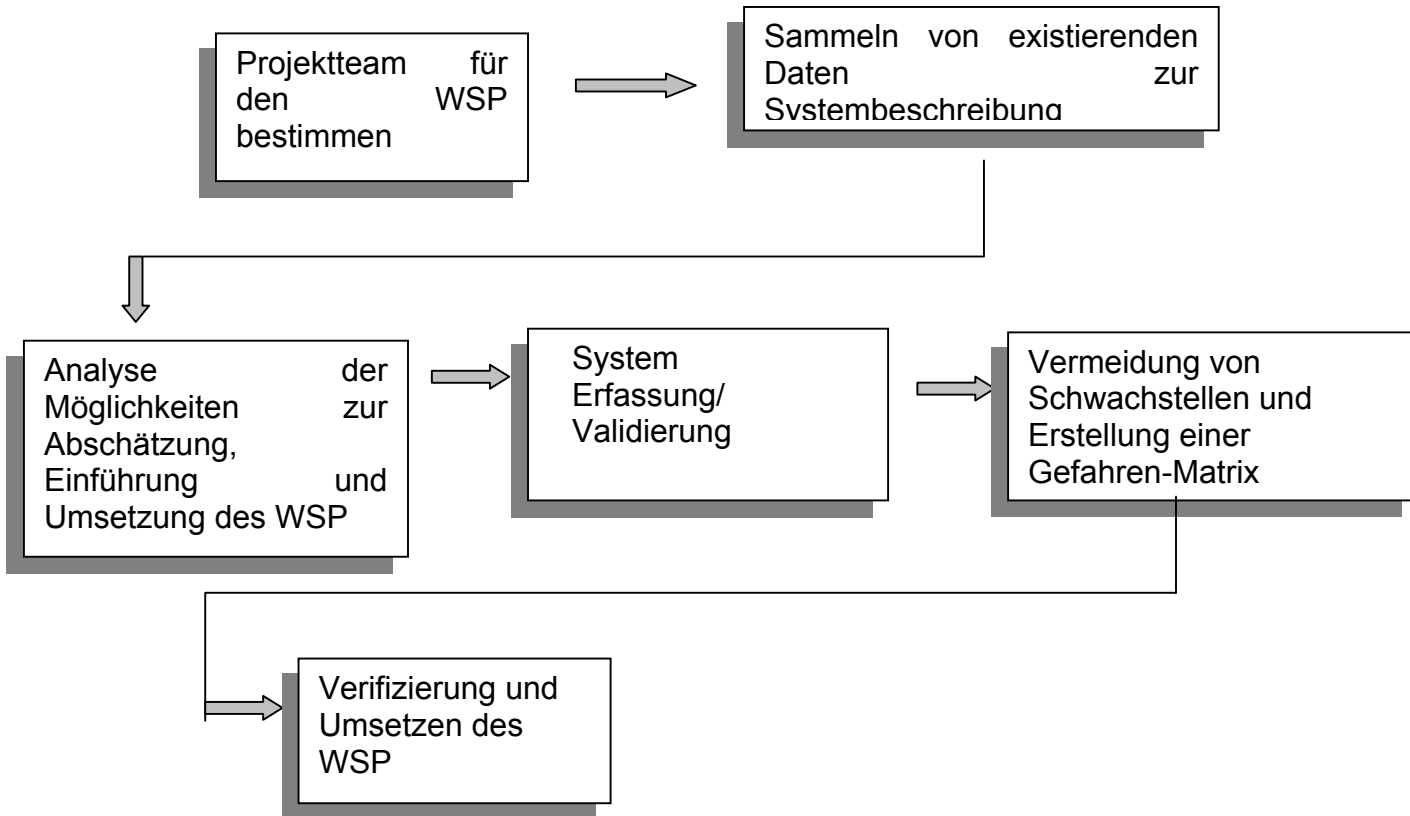 Projektteam für
den WSP
bestimmen
Sammeln von existierenden
Daten zur
Systembeschreibung
Analyse der
Möglichkeiten zur
Abschätzung,
Einführung und
Umsetzung des WSP
System
Erfassung/
Validierung
Vermeidung von
Schwachstellen und
Erstellung einer
Gefahren-Matrix
Verifizierung und
Umsetzen des
WSP